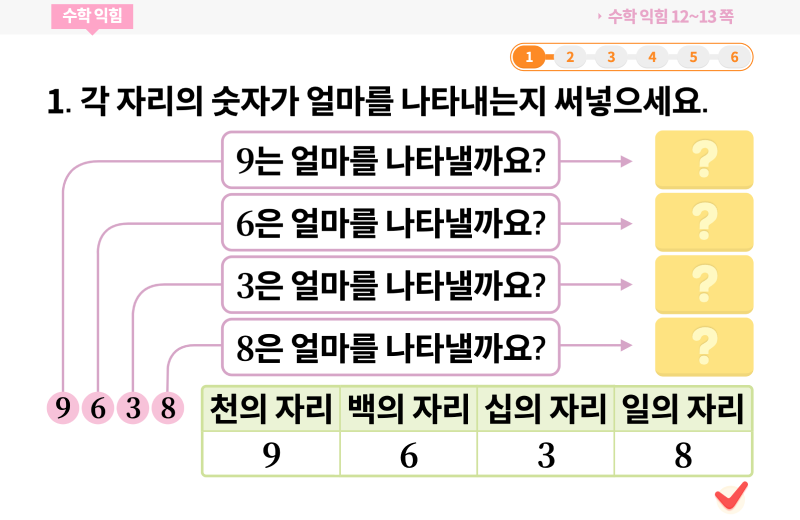 수학 익힘
수학 익힘 12~13 쪽
1 2 3 4 5 6
1. 각 자리의 숫자가 얼마를 나타내는지 써넣으세요.
9는 얼마를 나타낼까요? ?
6은 얼마를 나타낼까요? ?
3은 얼마를 나타낼까요? ?
8은 얼마를 나타낼까요? ?
9 6 3 8
천의 자리 백의 자리 십의 자리 일의 자리
9 6 3 8